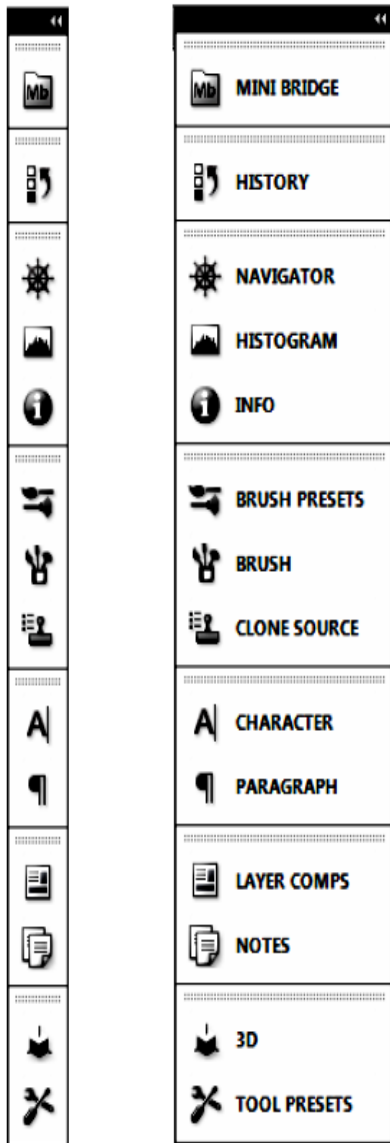 Mb
Mb MINI BRIDGE
HISTORY
NAVIGATOR
HISTOGRAM
INFO
BRUSH PRESETS
BRUSH
CLONE SOURCE
A CHARACTER
¶ PARAGRAPH
LAYER COMPS
NOTES
3D
TOOL PRESETS